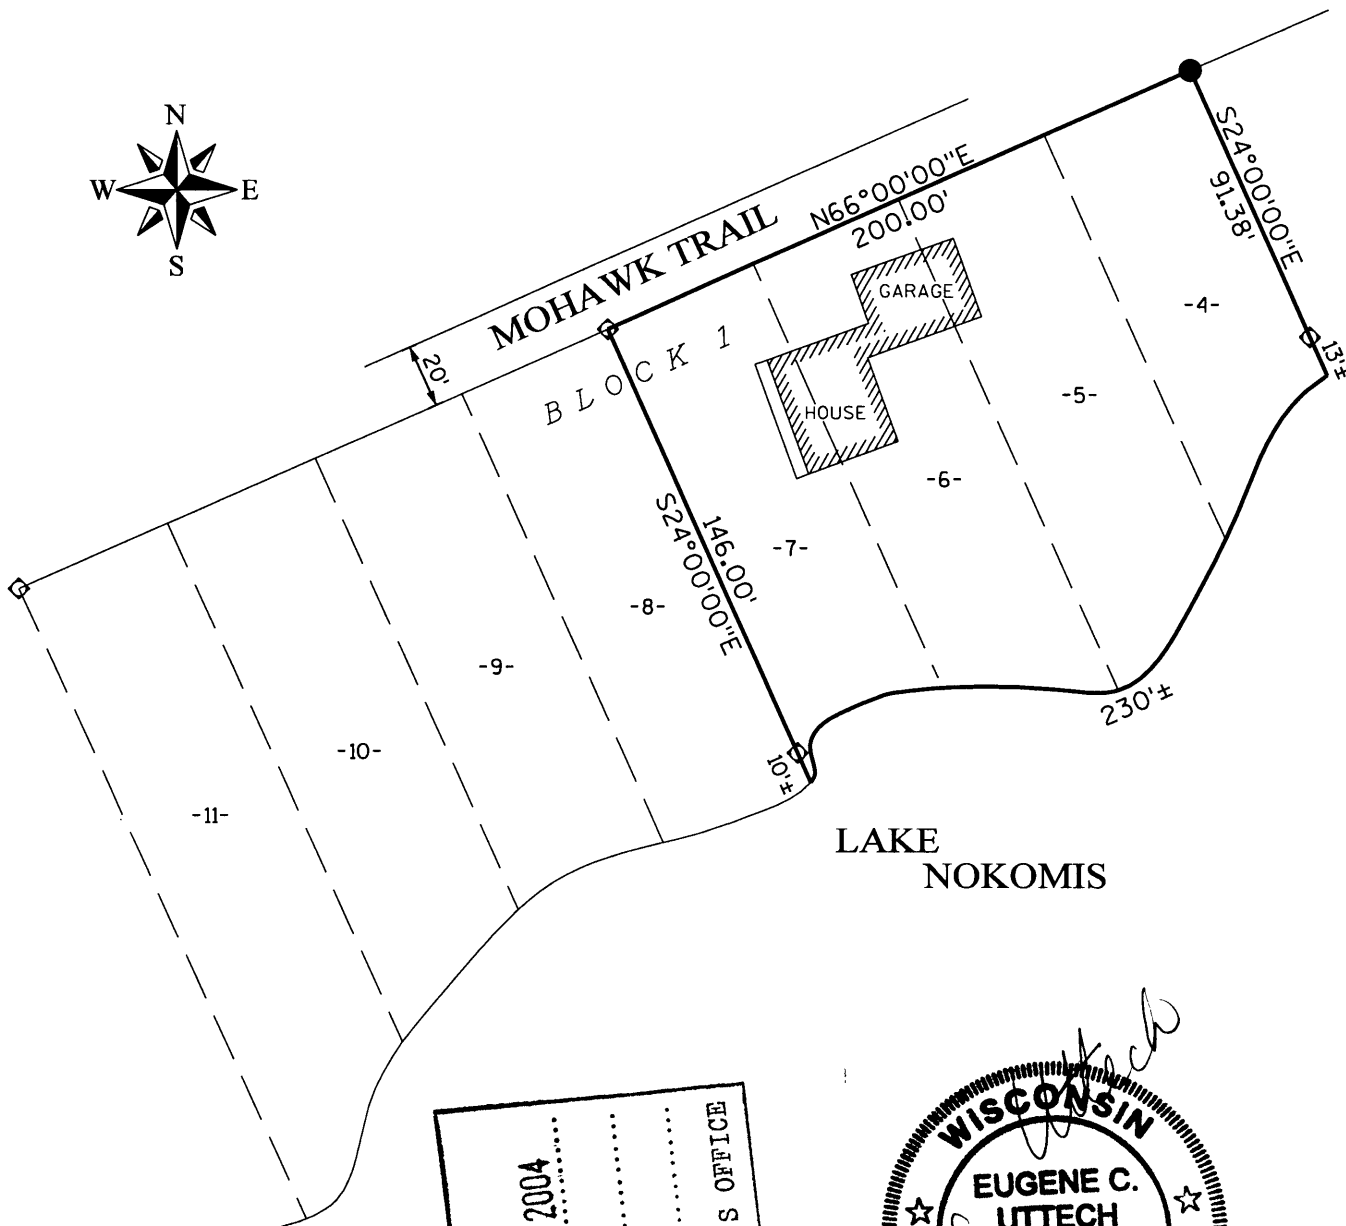 N
W E
S
MOHAWK TRAIL
N66°00'00"E
200.00'
S24°00'00"E
91.38'
13'±
20'
BLOCK 1
GARAGE
HOUSE
-4-
-5-
-6-
-7-
-8-
-9-
-10-
-11-
146.00'
S24°00'00"E
10'±
230'±
LAKE
NOKOMIS
2004
S OFFICE
WISCONSIN
EUGENE C.
UTTECH